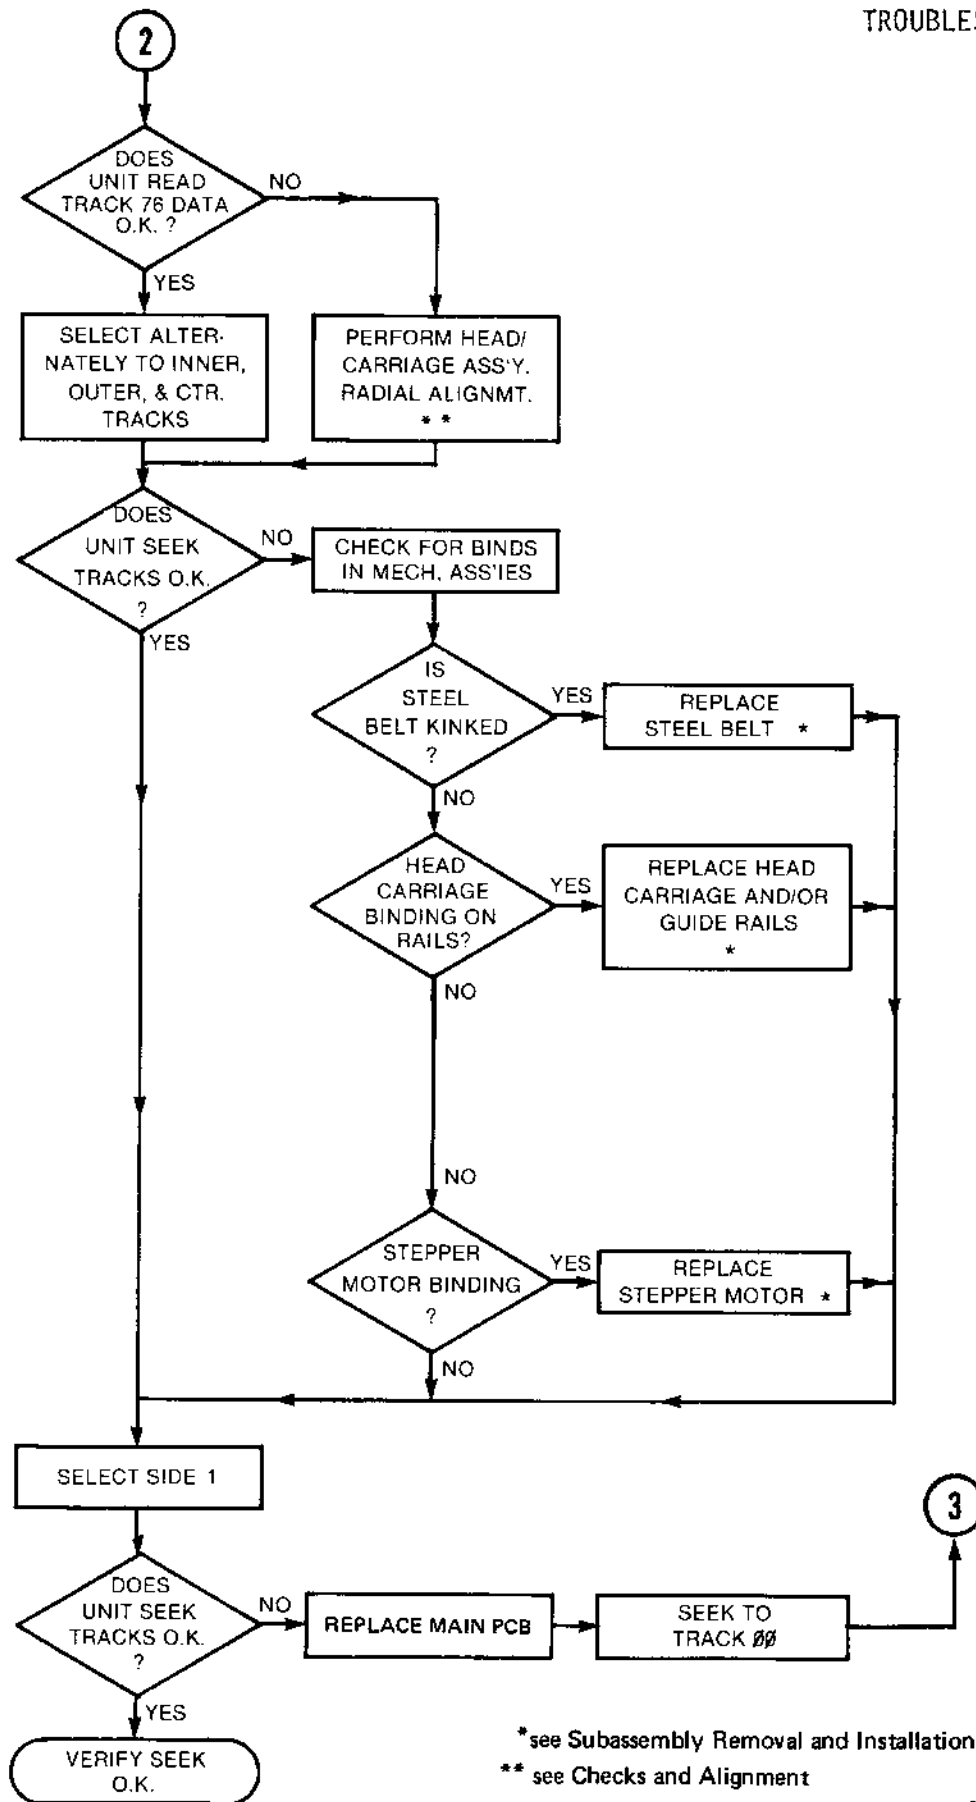 TROUBLES
2
DOES
UNIT READ
TRACK 76 DATA
O.K. ?
NO
YES
SELECT ALTER-
NATELY TO INNER,
OUTER, & CTR.
TRACKS
PERFORM HEAD/
CARRIAGE ASS'Y.
RADIAL ALIGNMT.
* *
DOES
UNIT SEEK
TRACKS O.K.
?
NO
YES
CHECK FOR BINDS
IN MECH. ASS'IES
IS
STEEL
BELT KINKED
?
YES
NO
REPLACE
STEEL BELT *
HEAD
CARRIAGE
BINDING ON
RAILS?
YES
NO
REPLACE HEAD
CARRIAGE AND/OR
GUIDE RAILS
*
NO
STEPPER
MOTOR BINDING
?
YES
NO
REPLACE
STEPPER MOTOR *
SELECT SIDE 1
DOES
UNIT SEEK
TRACKS O.K.
?
NO
YES
REPLACE MAIN PCB
SEEK TO
TRACK ØØ
3
VERIFY SEEK
O.K.
*see Subassembly Removal and Installation
** see Checks and Alignment